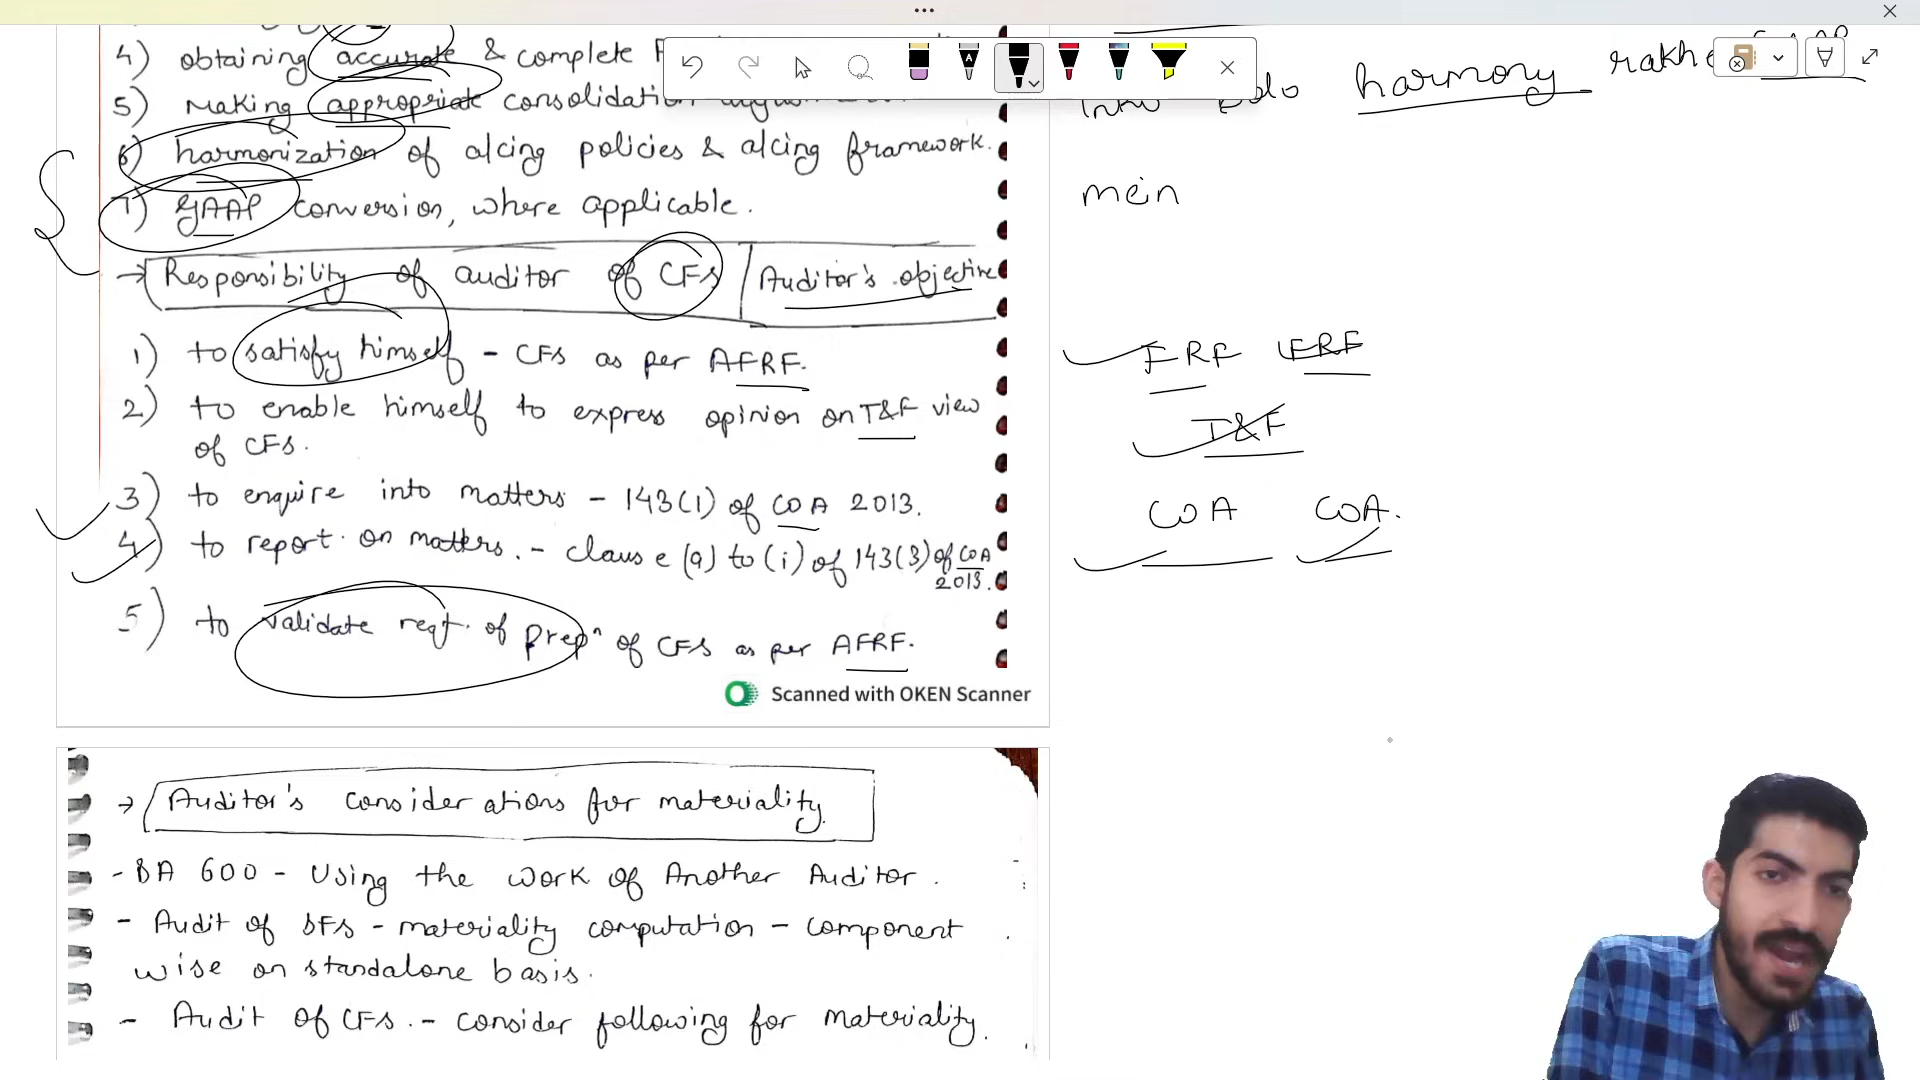 4) obtaining accurate & complete
5) Making appropriate consolidation
6) harmonization of a/cing policies & a/cing framework.
7) GAAP conversion, where applicable.
→ Responsibility of auditor of CFS | Auditor's objective
1) to satisfy himself - CFS as per AFRF.
2) to enable himself to express opinion on T&F view
of CFS.
3) to enquire into matters - 143(1) of COA 2013.
4) to report on matters. - clause (a) to (i) of 143(3) of COA
2013.
5) to validate reqt. of prepⁿ of CFS as per AFRF.
Scanned with OKEN Scanner
→ Auditor's considerations for materiality.
- SA 600 - Using the work of Another Auditor.
- Audit of SFS - materiality computation - component
wise on standalone basis.
- Audit of CFS. - consider following for materiality.
bolo harmony rakhe
mein
FRF FRF
T&F
COA COA.